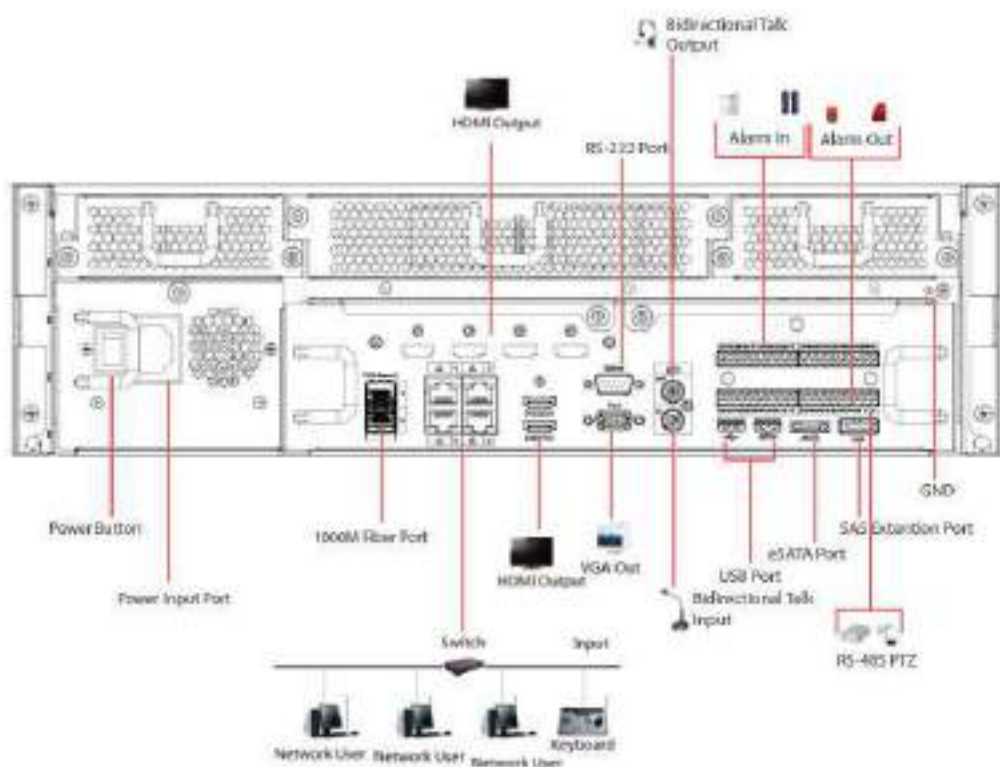 Bidirectional Talk
Output
HDMI Output
RS-232 Port
Alarm In
Alarm Out
GND
Power Button
1000M Fiber Port
SAS Extention Port
eSATA Port
HDMI Output
VGA Out
USB Port
Power Input Port
Bidirectional Talk
Input
Switch
Input
RS-485 PTZ
Network User
Network User
Network User
Keyboard